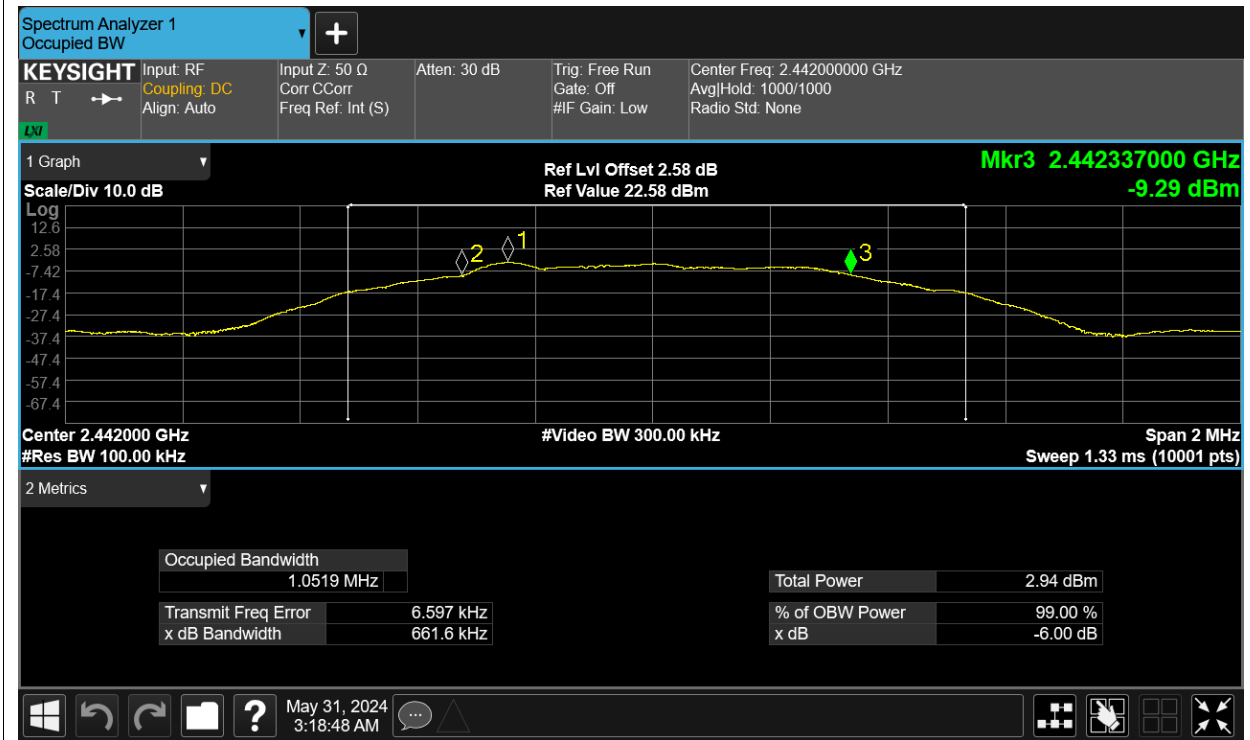 Spectrum Analyzer 1
Occupied BW
+
KEYSIGHT
R T
LXI
Input: RF
Coupling: DC
Align: Auto
Input Z: 50 Ω
Corr CCorr
Freq Ref: Int (S)
Atten: 30 dB
Trig: Free Run
Gate: Off
#IF Gain: Low
Center Freq: 2.442000000 GHz
Avg|Hold: 1000/1000
Radio Std: None
1 Graph
Scale/Div 10.0 dB
Ref Lvl Offset 2.58 dB
Ref Value 22.58 dBm
Mkr3 2.442337000 GHz
-9.29 dBm
Log
12.6
2.58
-7.42
-17.4
-27.4
-37.4
-47.4
-57.4
-67.4
2
1
3
Center 2.442000 GHz
#Video BW 300.00 kHz
Span 2 MHz
#Res BW 100.00 kHz
Sweep 1.33 ms (10001 pts)
2 Metrics
Occupied Bandwidth
1.0519 MHz
Transmit Freq Error 6.597 kHz
x dB Bandwidth 661.6 kHz
Total Power 2.94 dBm
% of OBW Power 99.00 %
x dB -6.00 dB
?
May 31, 2024
3:18:48 AM